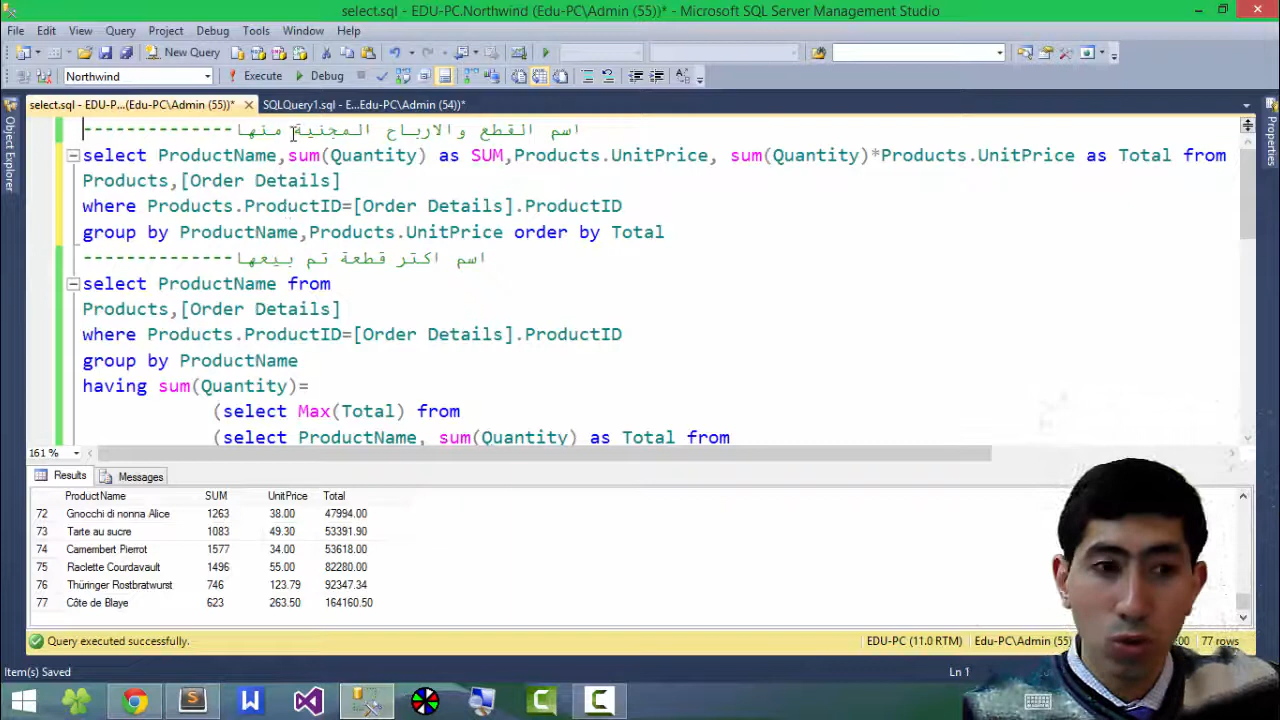 select.sql - EDU-PC.Northwind (Edu-PC\Admin (55))* - Microsoft SQL Server Management Studio
File Edit View Query Project Debug Tools Window Help
New Query
Northwind Execute Debug
select.sql - EDU-P...(Edu-PC\Admin (55))* SQLQuery1.sql - E...Edu-PC\Admin (54))*
Object Explorer
Properties
--------------اسم القطع والارباح المجنية منها
select ProductName,sum(Quantity) as SUM,Products.UnitPrice, sum(Quantity)*Products.UnitPrice as Total from
Products,[Order Details]
where Products.ProductID=[Order Details].ProductID
group by ProductName,Products.UnitPrice order by Total
--------------اسم اكتر قطعة تم بيعها
select ProductName from
Products,[Order Details]
where Products.ProductID=[Order Details].ProductID
group by ProductName
having sum(Quantity)=
(select Max(Total) from
(select ProductName, sum(Quantity) as Total from
161 %
Results Messages
ProductName SUM UnitPrice Total
72 Gnocchi di nonna Alice 1263 38.00 47994.00
73 Tarte au sucre 1083 49.30 53391.90
74 Camembert Pierrot 1577 34.00 53618.00
75 Raclette Courdavault 1496 55.00 82280.00
76 Thüringer Rostbratwurst 746 123.79 92347.34
77 Côte de Blaye 623 263.50 164160.50
Query executed successfully. EDU-PC (11.0 RTM) Edu-PC\Admin (55) :00 77 rows
Item(s) Saved Ln 1